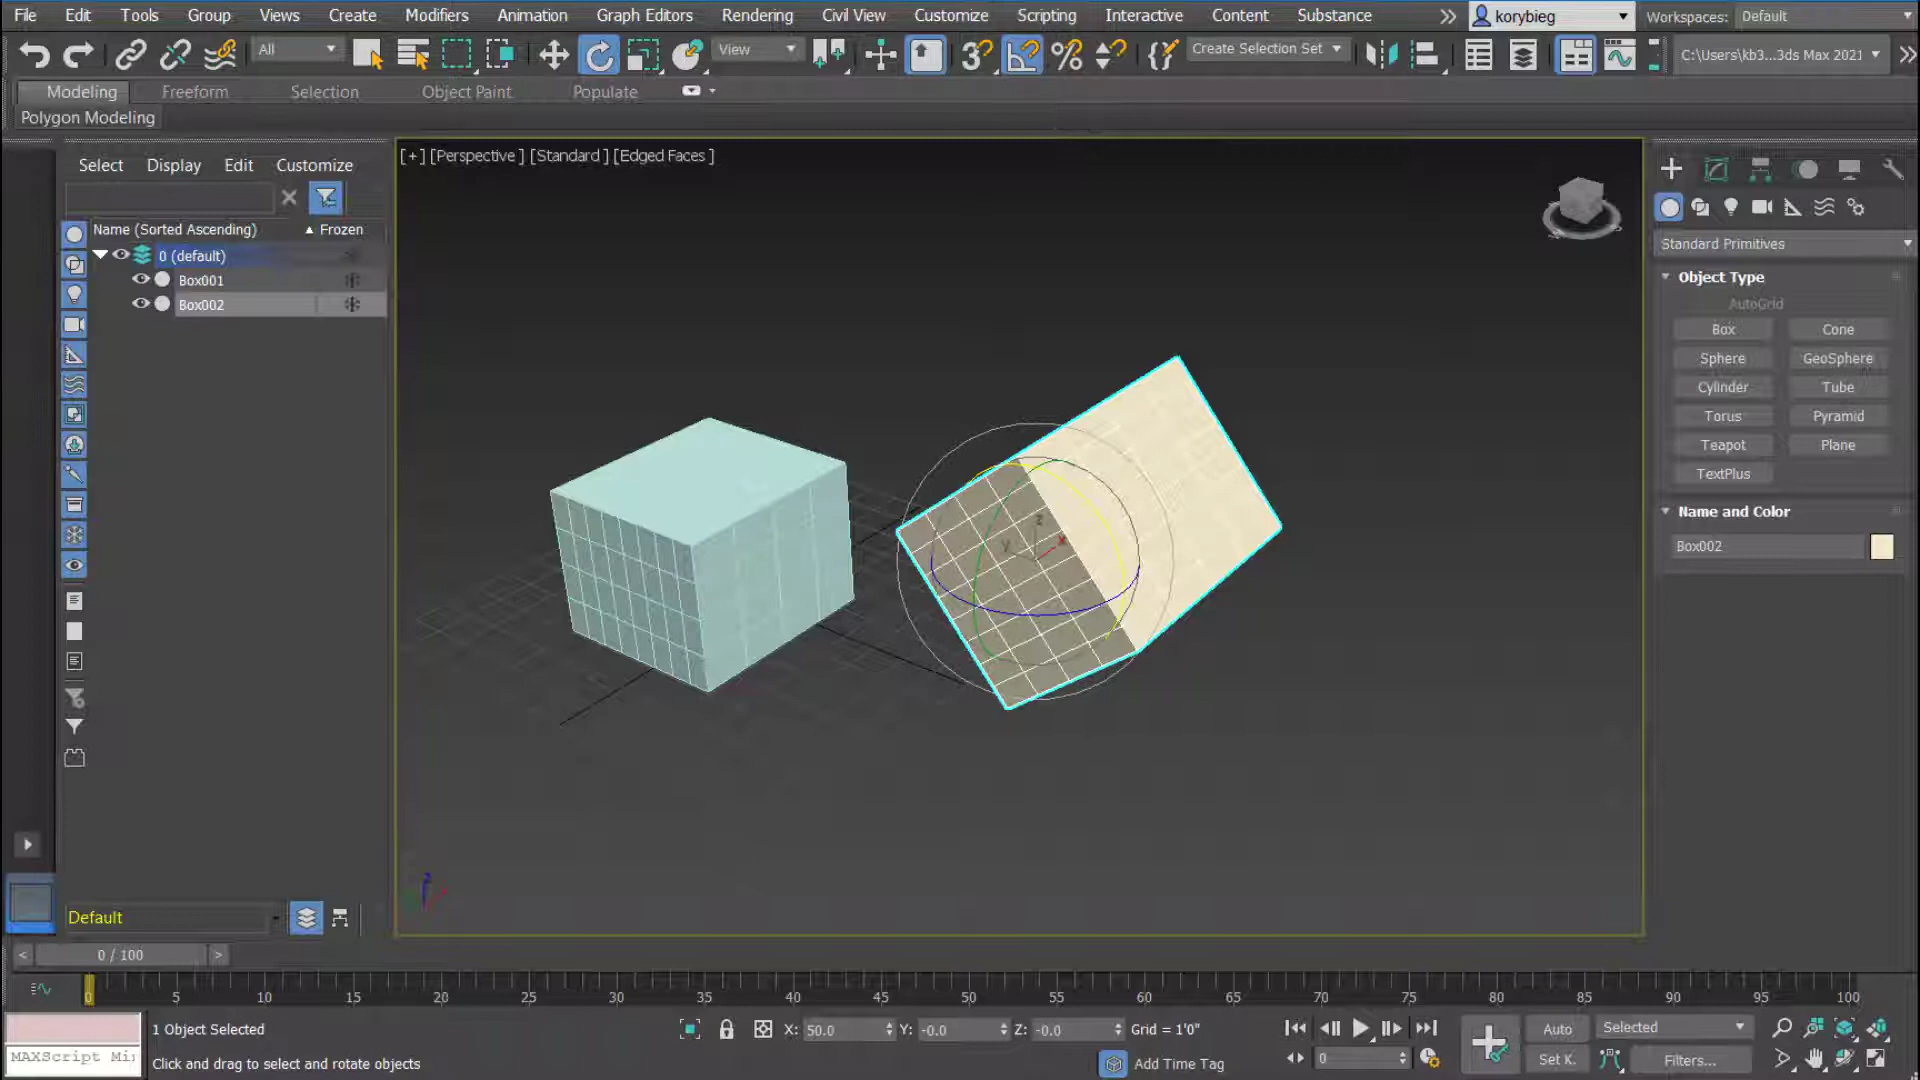 File Edit Tools Group Views Create Modifiers Animation Graph Editors Rendering Civil View Customize Scripting Interactive Content Substance korybieg Workspaces: Default
All View Create Selection Set C:\Users\kb3...3ds Max 2021
Modeling Freeform Selection Object Paint Populate
Polygon Modeling
Select Display Edit Customize
Name (Sorted Ascending) Frozen
0 (default)
Box001
Box002
Default
[+] [Perspective ] [Standard ] [Edged Faces ]
z
Y
x
z
Standard Primitives
Object Type
AutoGrid
Box Cone
Sphere GeoSphere
Cylinder Tube
Torus Pyramid
Teapot Plane
TextPlus
Name and Color
Box002
< 0 / 100 >
0 5 10 15 20 25 30 35 40 45 50 55 60 65 70 75 80 85 90 95 100
1 Object Selected X: 50.0 Y: -0.0 Z: -0.0 Grid = 1'0" Auto Selected
MAXScript Mi
Click and drag to select and rotate objects Add Time Tag 0 Set K. Filters...